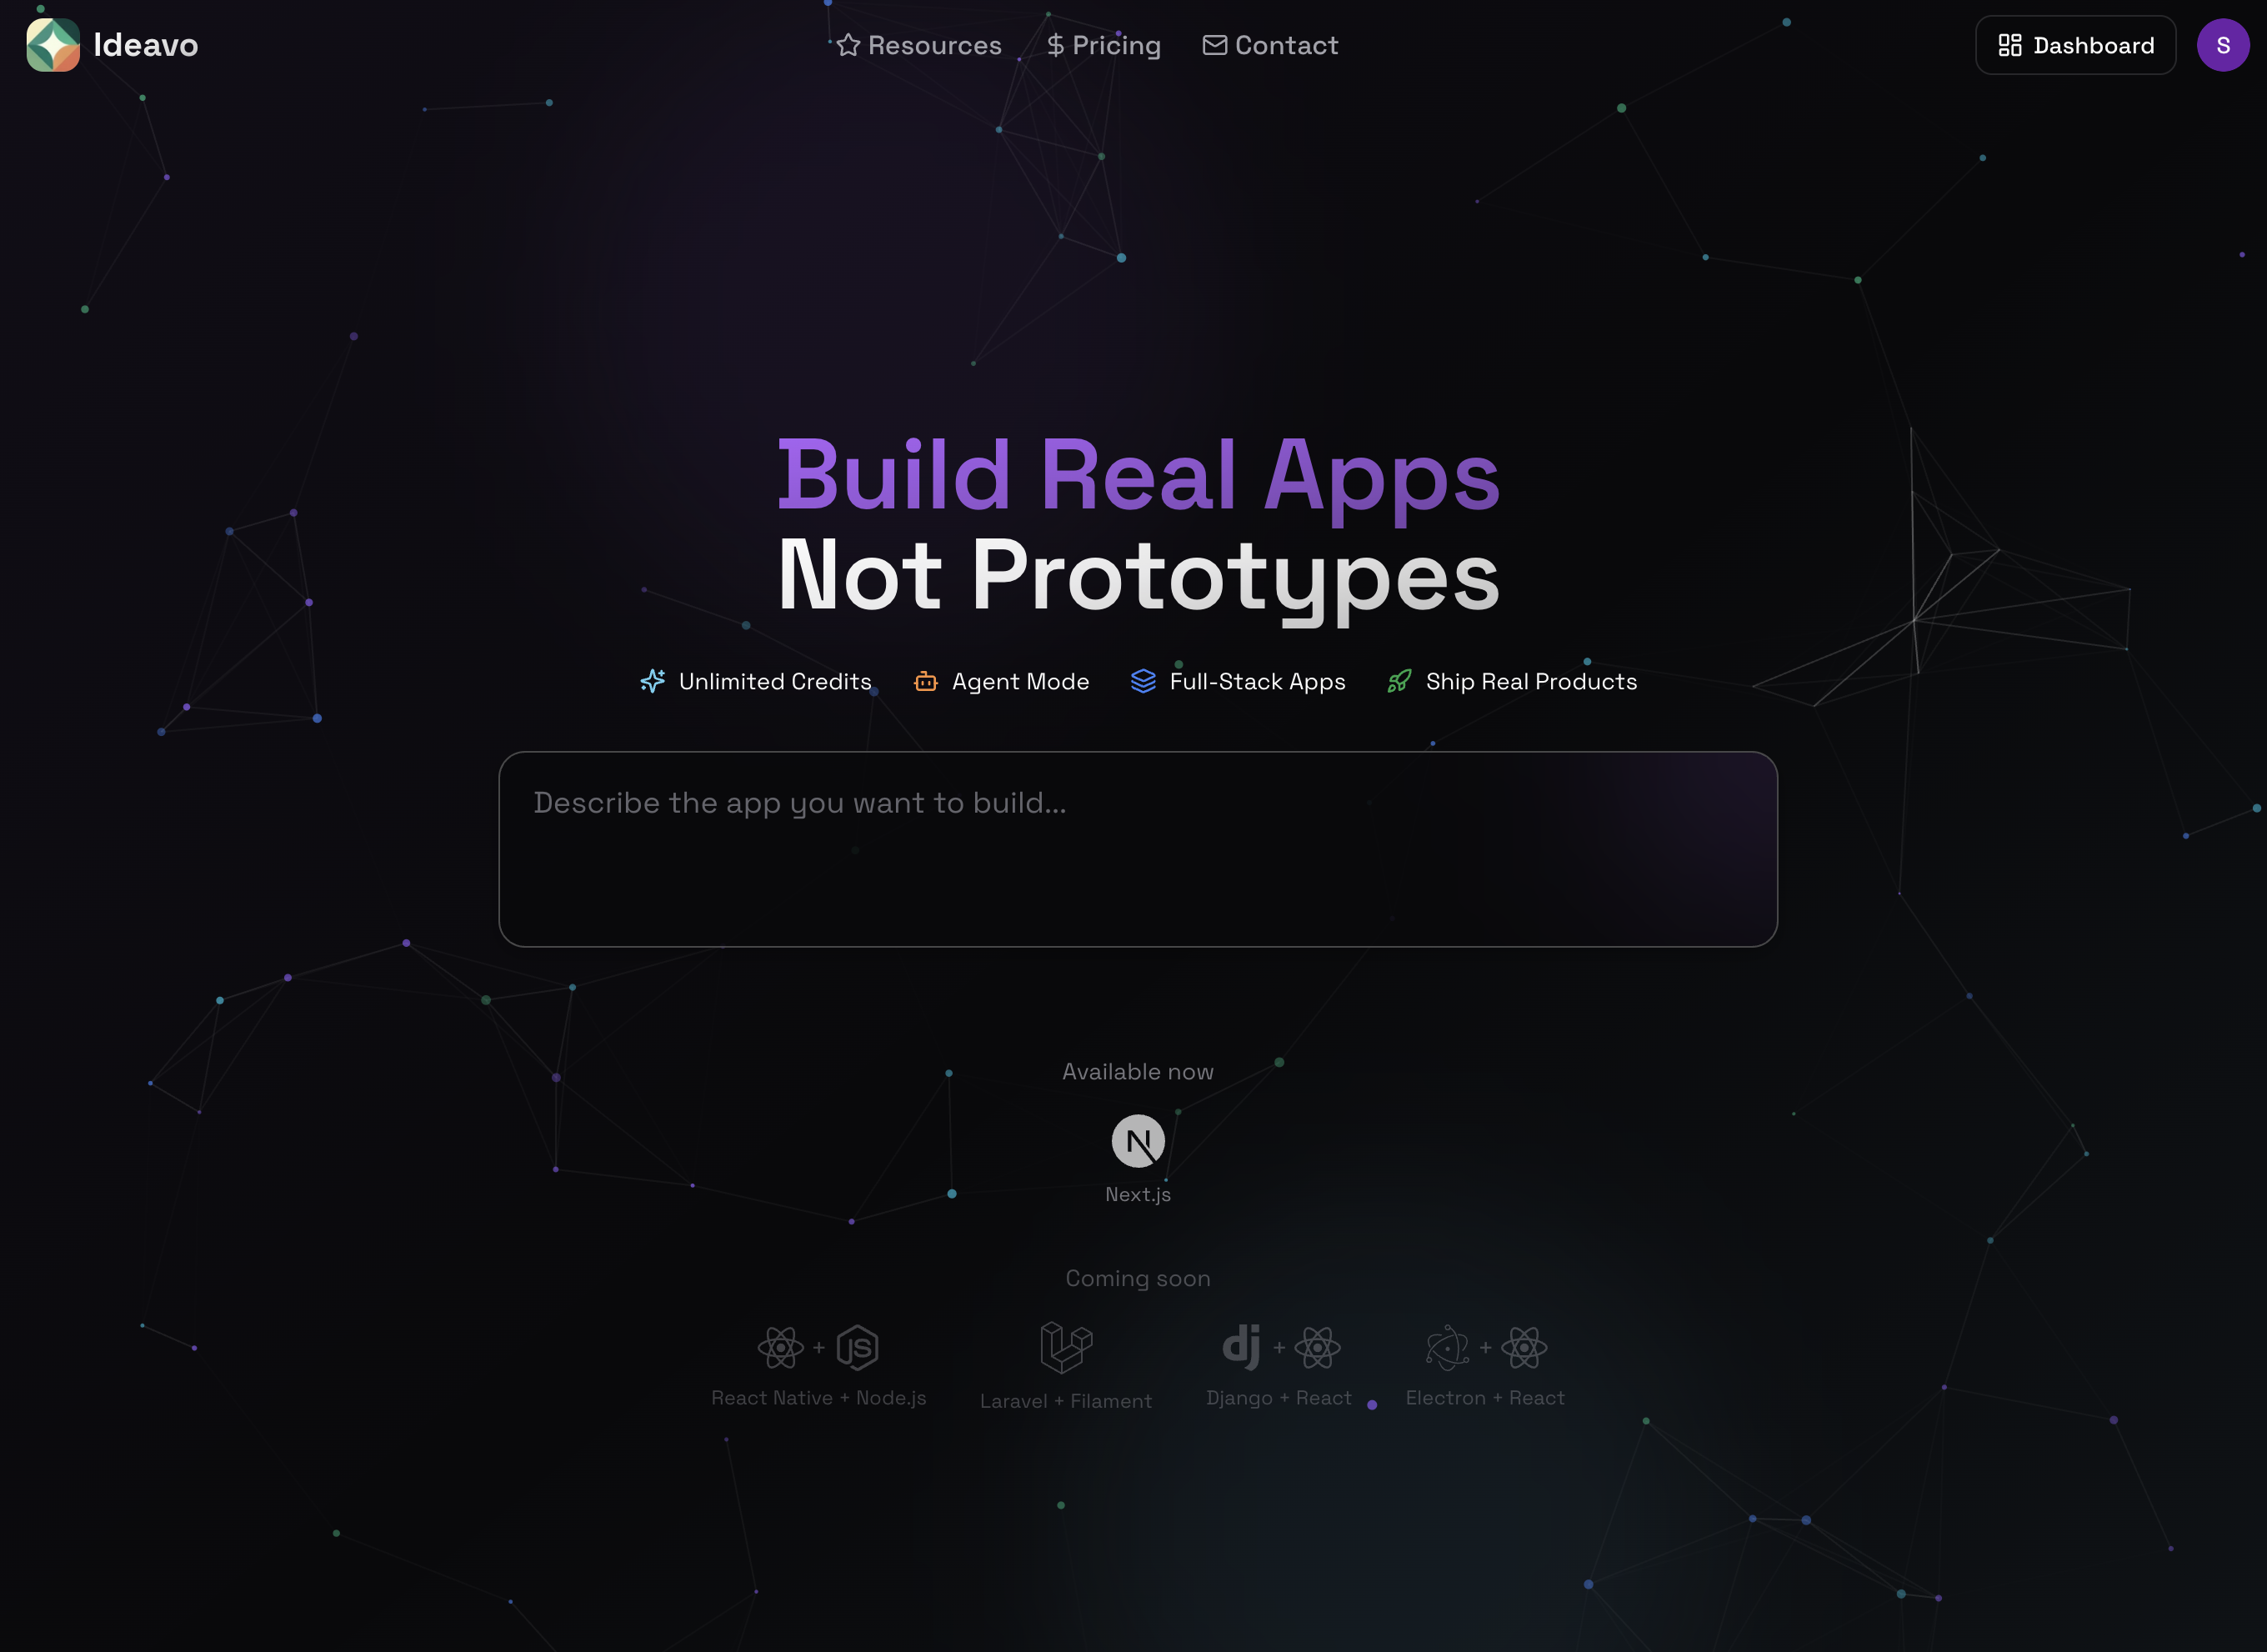 Ideavo
Resources
Pricing
Contact
Dashboard
S
Build Real Apps
Not Prototypes
Unlimited Credits
Agent Mode
Full-Stack Apps
Ship Real Products
Describe the app you want to build...
Available now
N
Next.js
Coming soon
+ JS
dj +
+
React Native + Node.js
Laravel + Filament
Django + React
Electron + React